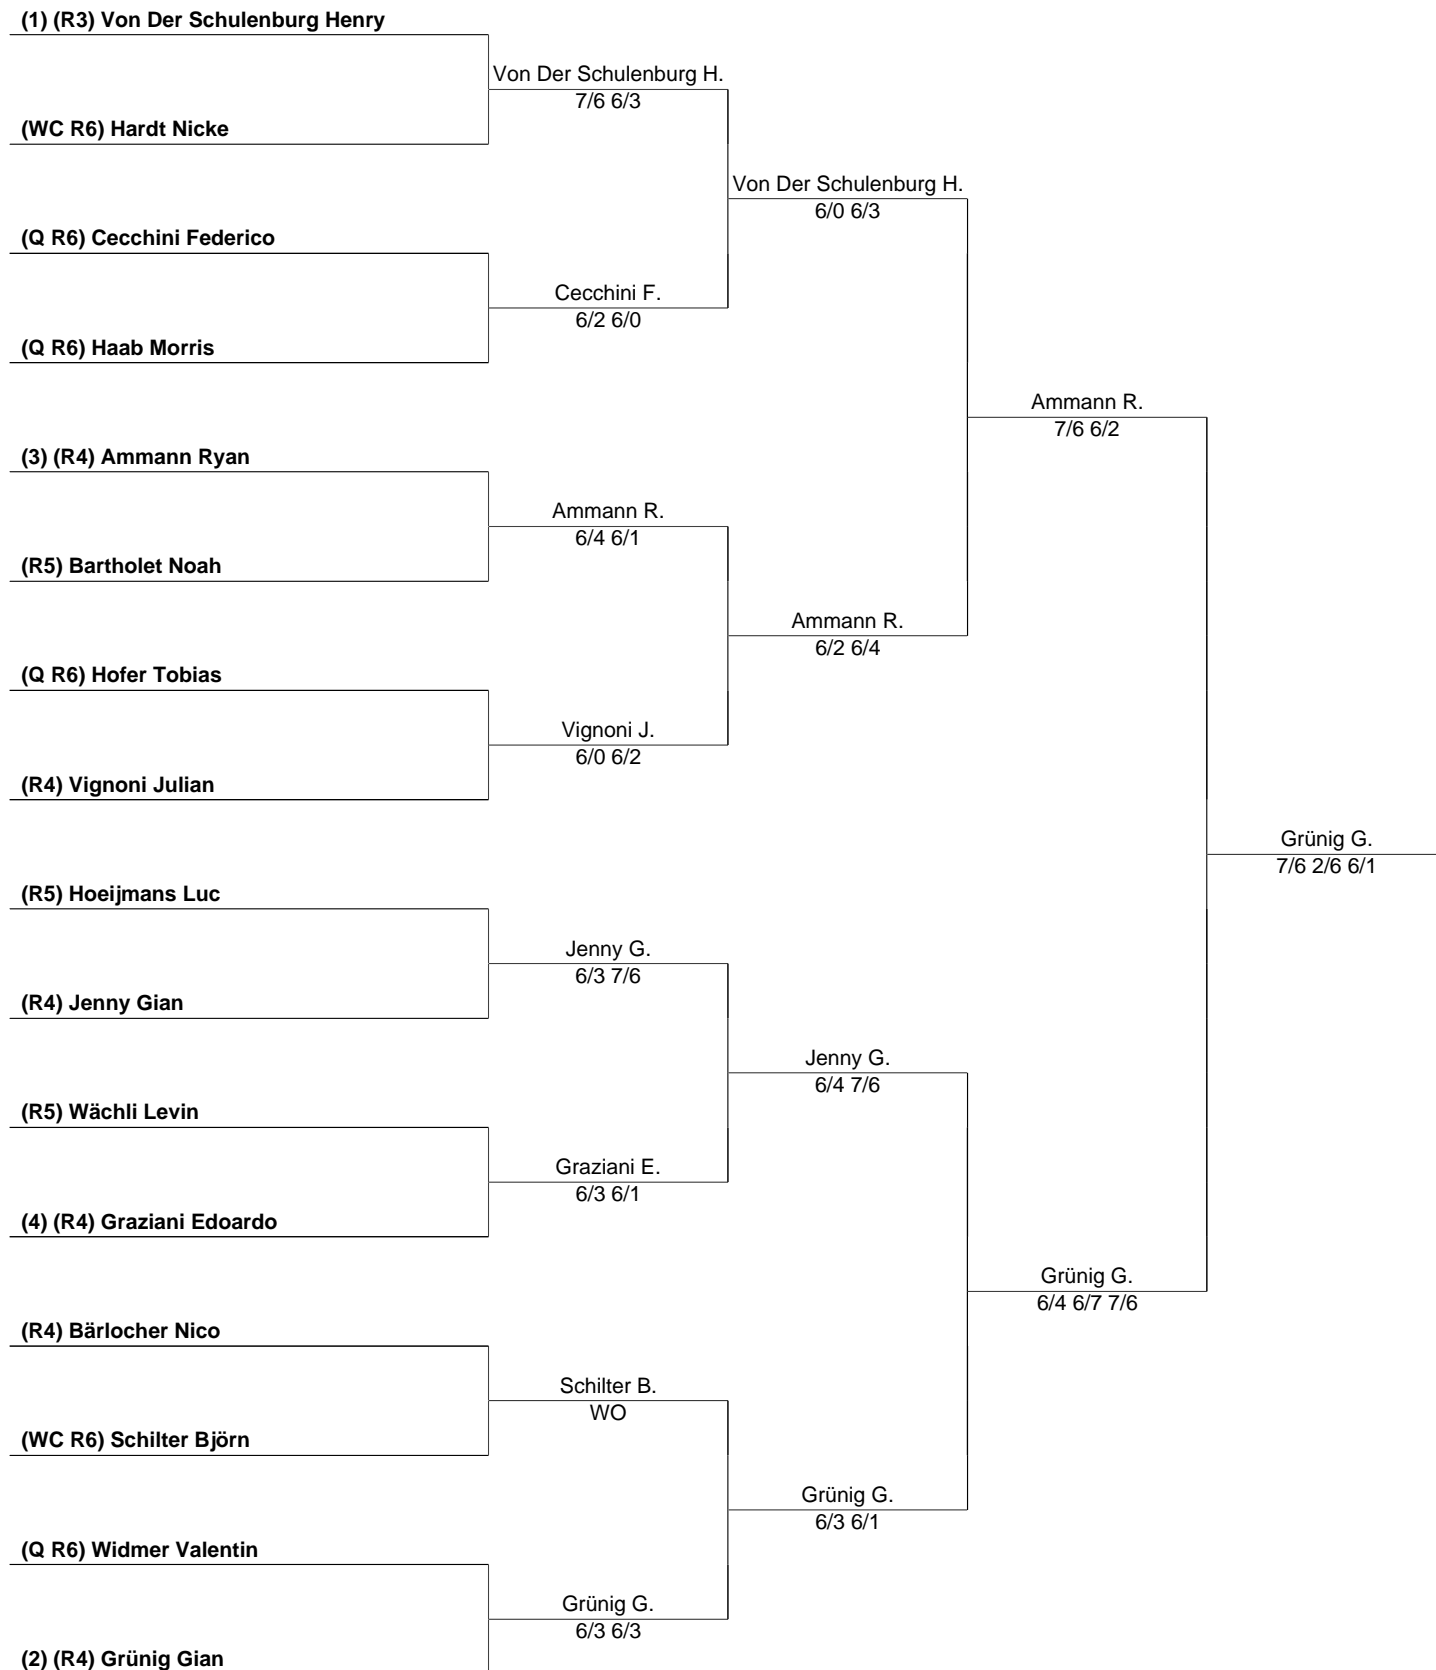 (1) (R3) Von Der Schulenburg Henry
Von Der Schulenburg H.
7/6 6/3
(WC R6) Hardt Nicke
Von Der Schulenburg H.
6/0 6/3
(Q R6) Cecchini Federico
Cecchini F.
6/2 6/0
(Q R6) Haab Morris
Ammann R.
7/6 6/2
(3) (R4) Ammann Ryan
Ammann R.
6/4 6/1
(R5) Bartholet Noah
Ammann R.
6/2 6/4
(Q R6) Hofer Tobias
Vignoni J.
6/0 6/2
(R4) Vignoni Julian
Grünig G.
7/6 2/6 6/1
(R5) Hoeijmans Luc
Jenny G.
6/3 7/6
(R4) Jenny Gian
Jenny G.
6/4 7/6
(R5) Wächli Levin
Graziani E.
6/3 6/1
(4) (R4) Graziani Edoardo
Grünig G.
6/4 6/7 7/6
(R4) Bärlocher Nico
Schilter B.
WO
(WC R6) Schilter Björn
Grünig G.
6/3 6/1
(Q R6) Widmer Valentin
Grünig G.
6/3 6/3
(2) (R4) Grünig Gian